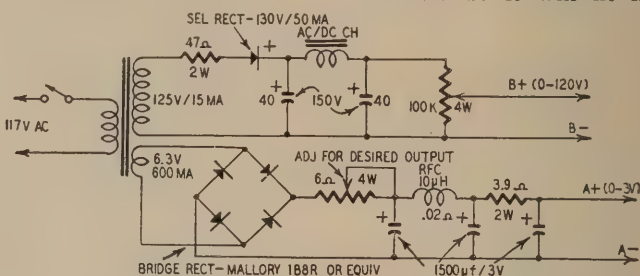 SEL RECT-130V/50 MA
AC/DC CH
47Ω
2W
+
+
+
117V AC
125V/15 MA
40
150V
40
100K
4W
B+ (0-120V)
B-
6.3V
600 MA
ADJ FOR DESIRED OUTPUT
6Ω
4W
RFC
10μH
.02Ω
3.9Ω
2W
A+ (0-3V)
+
+
+
A-
BRIDGE RECT-MALLORY 1B8R OR EQUIV
1500μf/3V